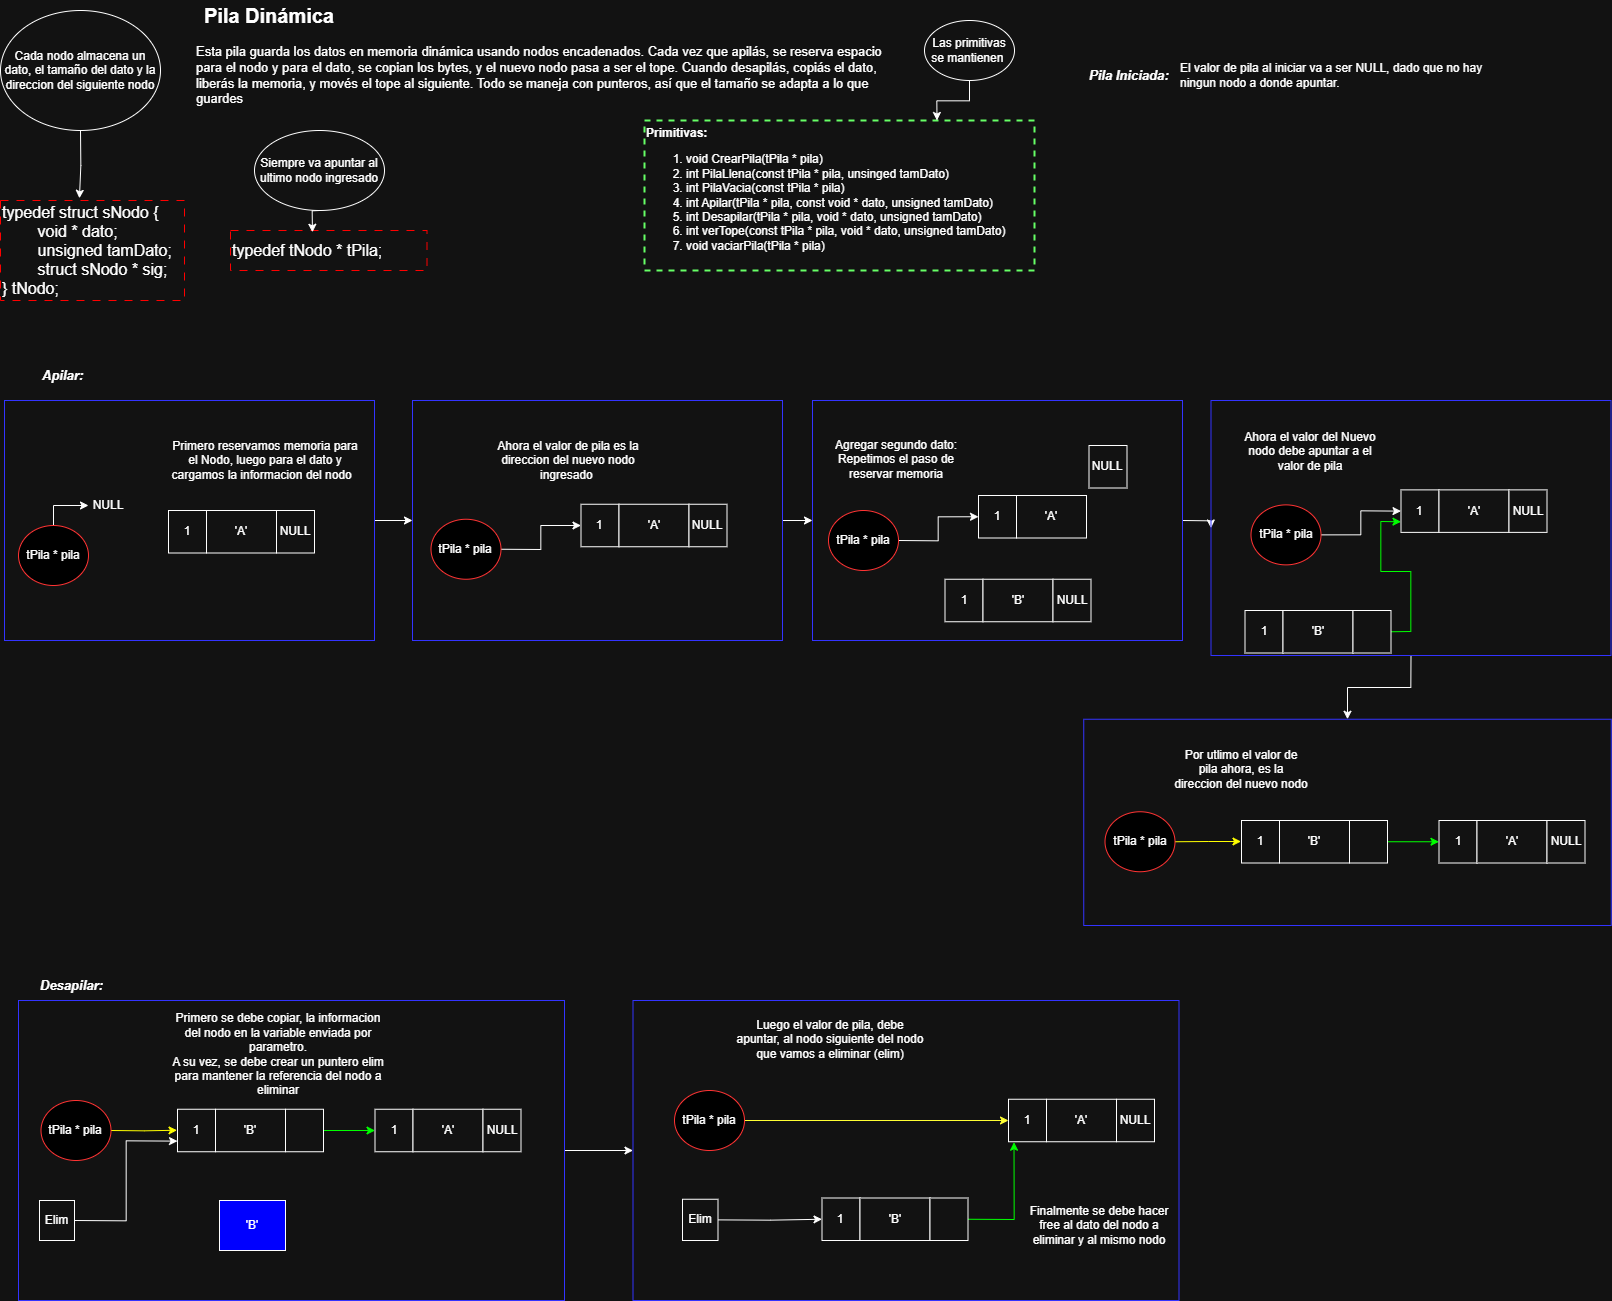 Pila Dinámica
Cada nodo almacena un
dato, el tamaño del dato y la
direccion del siguiente nodo
Esta pila guarda los datos en memoria dinámica usando nodos encadenados. Cada vez que apilás, se reserva espacio
para el nodo y para el dato, se copian los bytes, y el nuevo nodo pasa a ser el tope. Cuando desapilás, copiás el dato,
liberás la memoria, y movés el tope al siguiente. Todo se maneja con punteros, así que el tamaño se adapta a lo que
guardes
Las primitivas
se mantienen
Pila Iniciada:
El valor de pila al iniciar va a ser NULL, dado que no hay
ningun nodo a donde apuntar.
Siempre va apuntar al
ultimo nodo ingresado
typedef struct sNodo {
void * dato;
unsigned tamDato;
struct sNodo * sig;
} tNodo;
typedef tNodo * tPila;
Primitivas:
1. void CrearPila(tPila * pila)
2. int PilaLlena(const tPila * pila, unsinged tamDato)
3. int PilaVacia(const tPila * pila)
4. int Apilar(tPila * pila, const void * dato, unsigned tamDato)
5. int Desapilar(tPila * pila, void * dato, unsigned tamDato)
6. int verTope(const tPila * pila, void * dato, unsigned tamDato)
7. void vaciarPila(tPila * pila)
Apilar:
Primero reservamos memoria para
el Nodo, luego para el dato y
cargamos la informacion del nodo
NULL
tPila * pila
1 'A' NULL
Ahora el valor de pila es la
direccion del nuevo nodo
ingresado
tPila * pila
1 'A' NULL
Agregar segundo dato:
Repetimos el paso de
reservar memoria
NULL
tPila * pila
1 'A'
1 'B' NULL
Ahora el valor del Nuevo
nodo debe apuntar a el
valor de pila
tPila * pila
1 'A' NULL
1 'B'
Por utlimo el valor de
pila ahora, es la
direccion del nuevo nodo
tPila * pila
1 'B'
1 'A' NULL
Desapilar:
Primero se debe copiar, la informacion
del nodo en la variable enviada por
parametro.
A su vez, se debe crear un puntero elim
para mantener la referencia del nodo a
eliminar
tPila * pila
1 'B'
1 'A' NULL
Elim
'B'
Luego el valor de pila, debe
apuntar, al nodo siguiente del nodo
que vamos a eliminar (elim)
tPila * pila
1 'A' NULL
Elim
1 'B'
Finalmente se debe hacer
free al dato del nodo a
eliminar y al mismo nodo